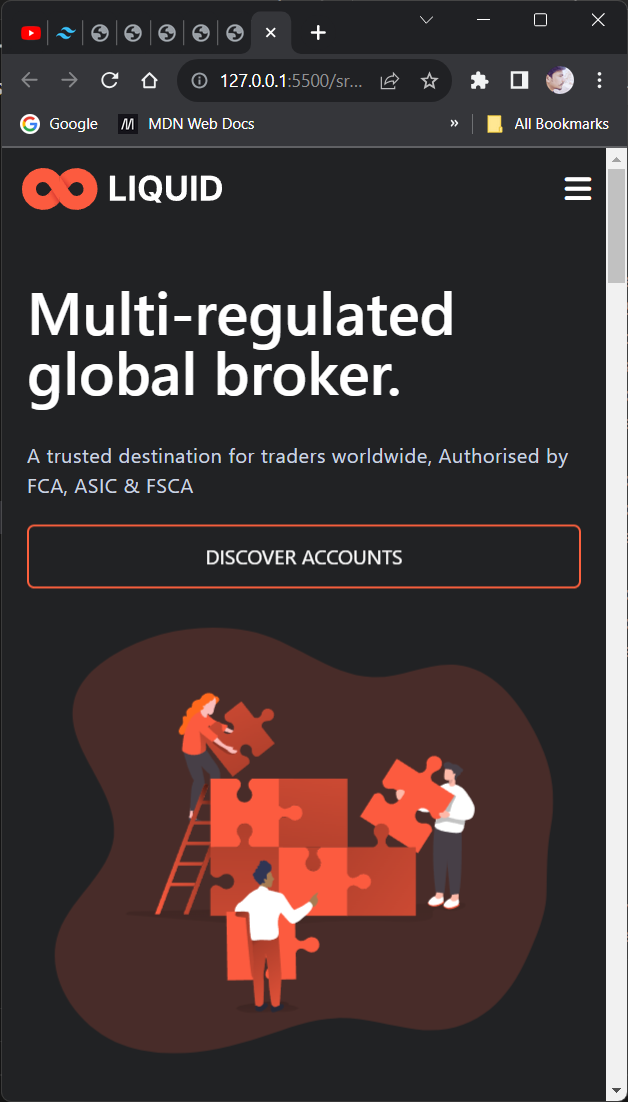 127.0.0.1:5500/sr...
Google
MDN Web Docs
»
All Bookmarks
LIQUID
Multi-regulated
global broker.
A trusted destination for traders worldwide, Authorised by
FCA, ASIC & FSCA
DISCOVER ACCOUNTS